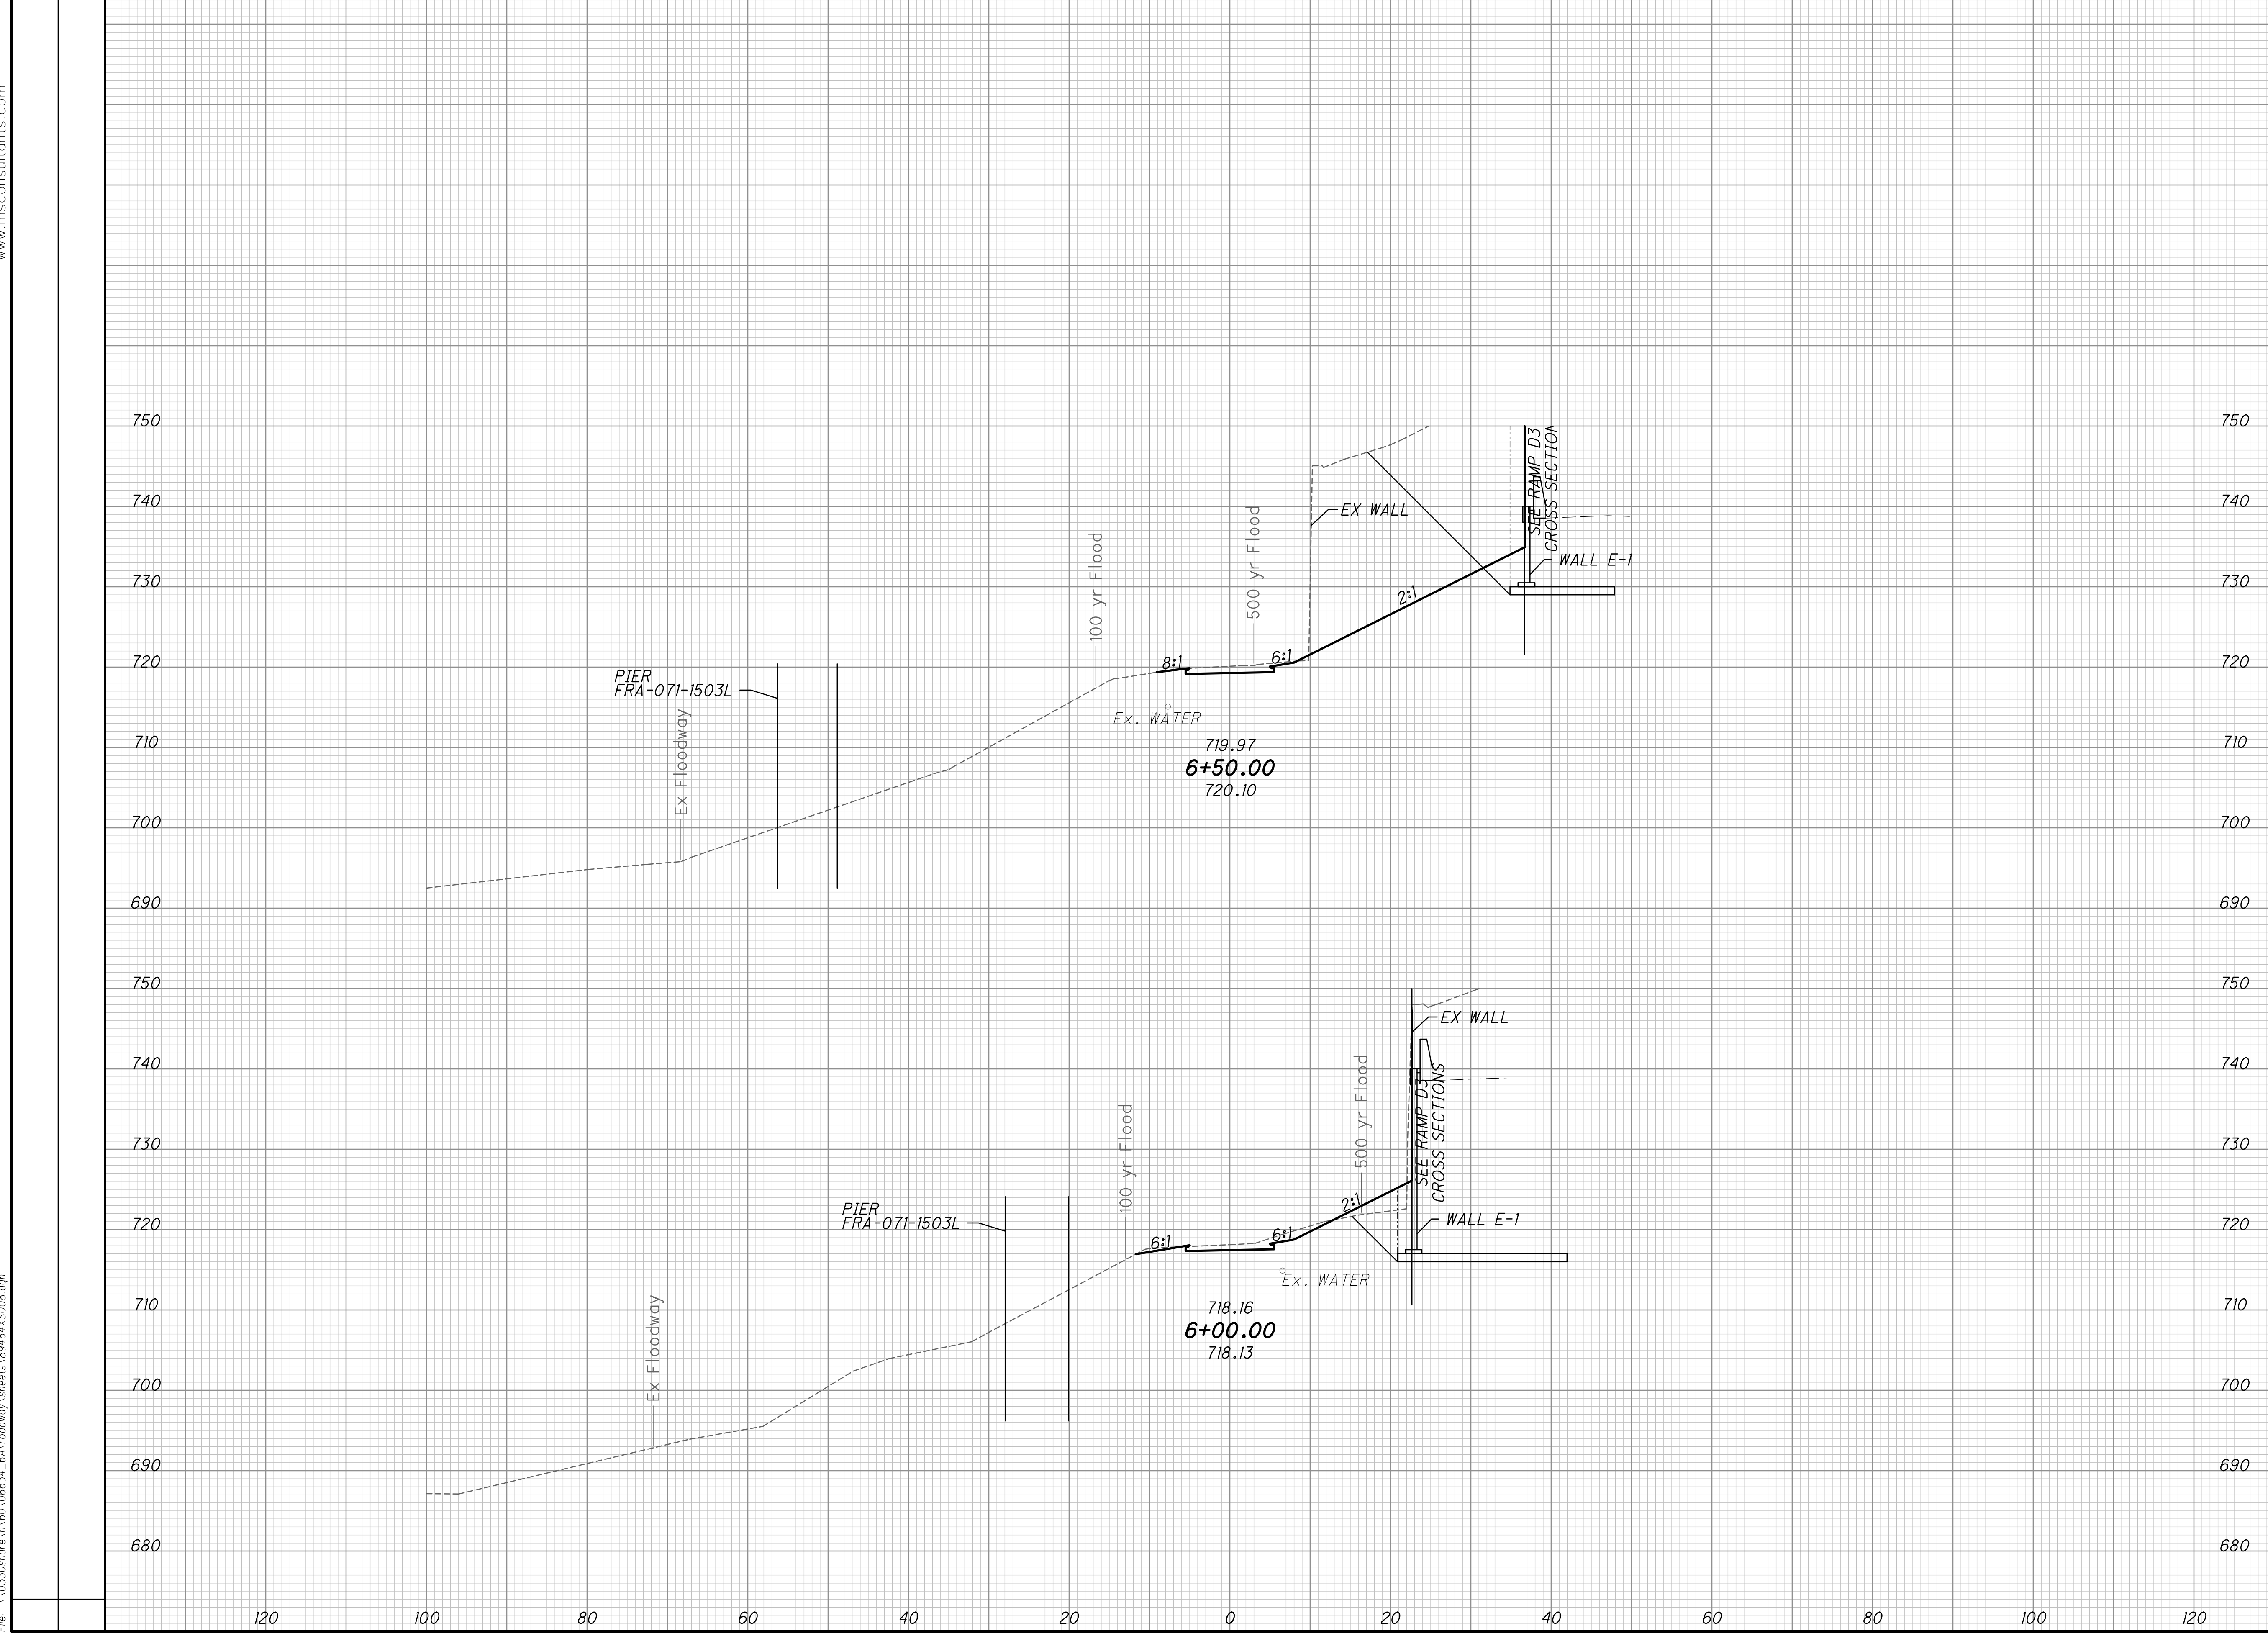 www.msconsultants.com
750
740
730
720
710
700
690
750
740
730
720
710
700
690
SEE RAMP D3
CROSS SECTION
EX WALL
WALL E-1
500 yr Flood
100 yr Flood
2:1
8:1
6:1
PIER
FRA-071-1503L
Ex Floodway
Ex. WATER
719.97
6+50.00
720.10
750
740
730
720
710
700
690
680
750
740
730
720
710
700
690
680
EX WALL
SEE RAMP D3
CROSS SECTIONS
WALL E-1
500 yr Flood
100 yr Flood
2:1
6:1
6:1
PIER
FRA-071-1503L
Ex Floodway
Ex. WATER
718.16
6+00.00
718.13
120
100
80
60
40
20
0
20
40
60
80
100
120